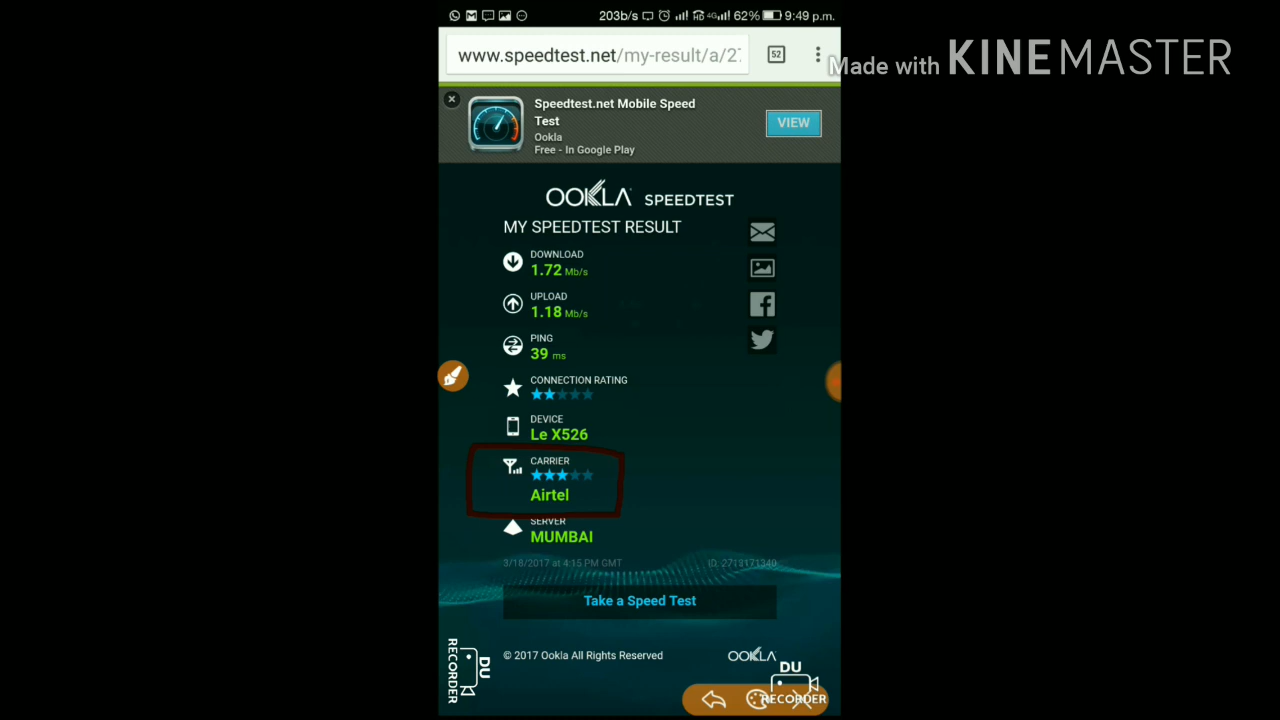 203b/s 4G 62% 9:49 p.m.
www.speedtest.net/my-result/a/2
52
Made with KINEMASTER
Speedtest.net Mobile Speed
Test
Ookla
Free - In Google Play
VIEW
OOKLA SPEEDTEST
MY SPEEDTEST RESULT
DOWNLOAD
1.72 Mb/s
UPLOAD
1.18 Mb/s
PING
39 ms
CONNECTION RATING
DEVICE
Le X526
CARRIER
Airtel
SERVER
MUMBAI
3/18/2017 at 4:15 PM GMT ID: 2718171340
Take a Speed Test
© 2017 Ookla All Rights Reserved
OOKLA
DU
RECORDER
DU
RECORDER